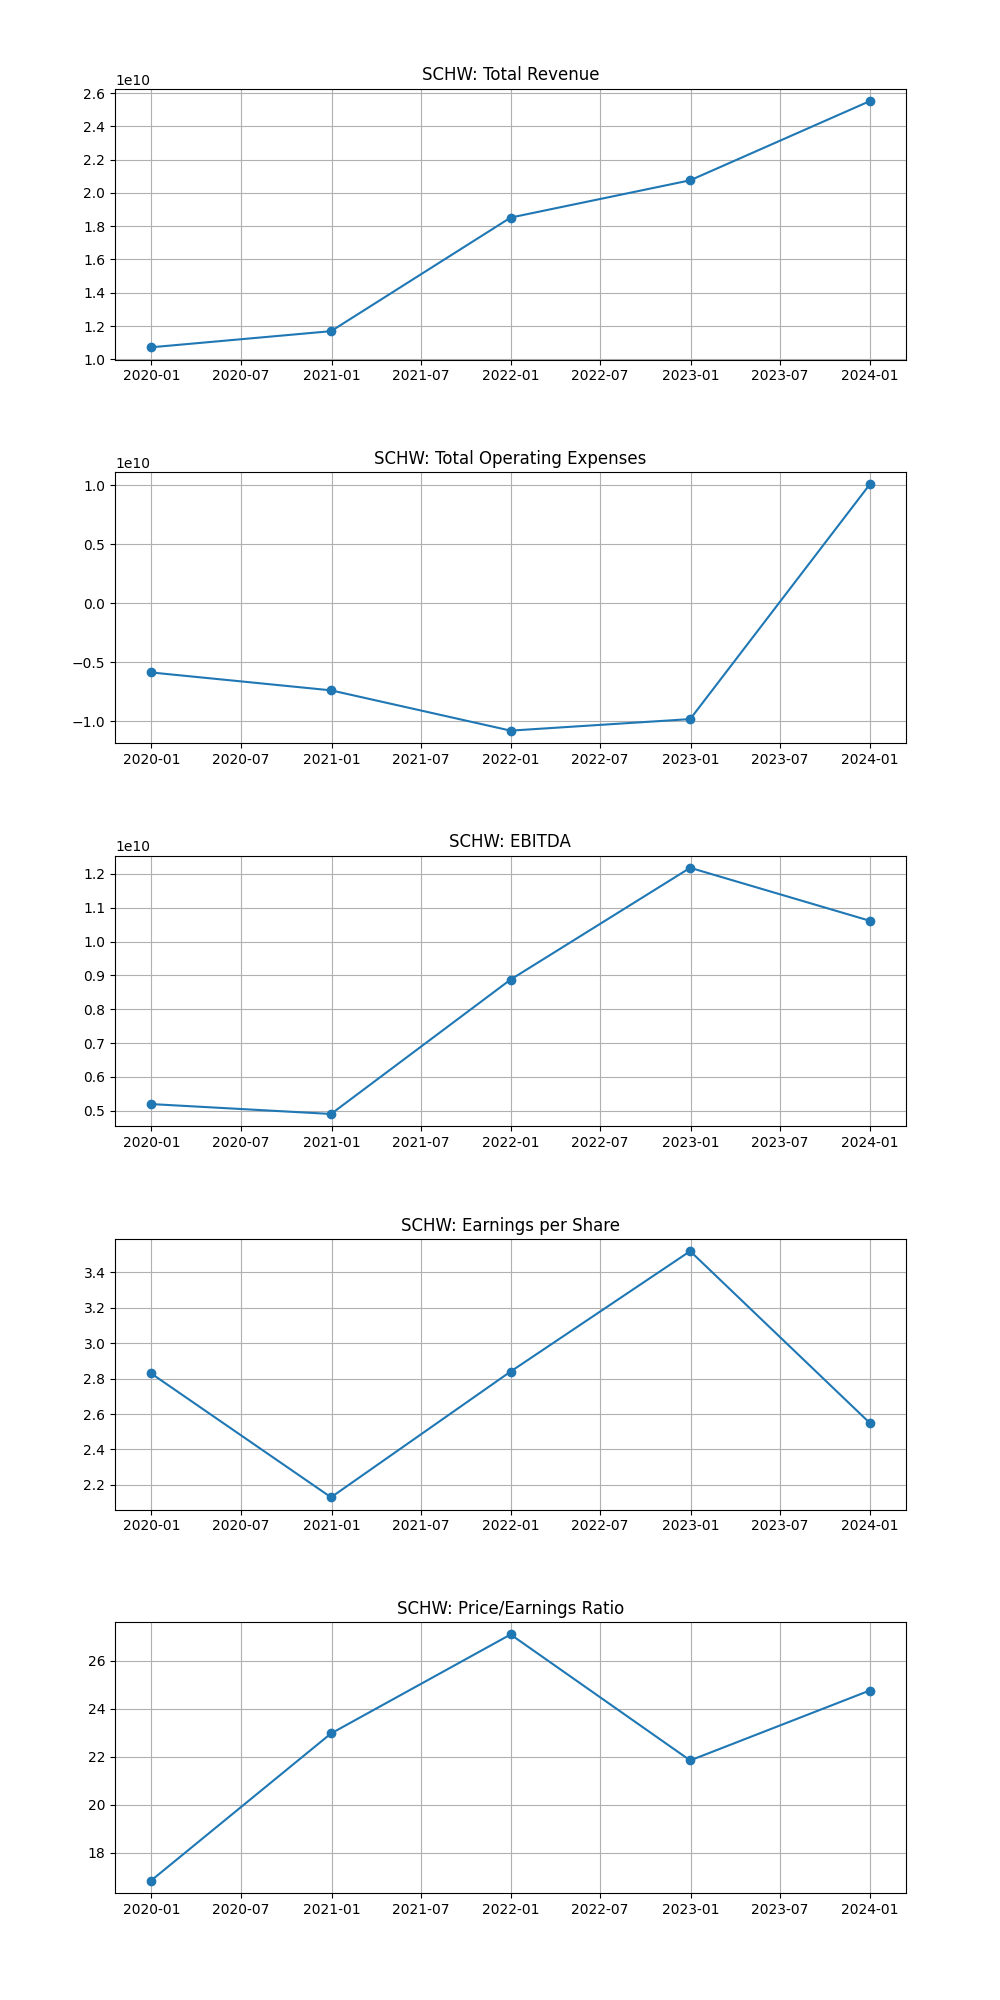 SCHW: Total Revenue
1e10
2.6
2.4
2.2
2.0
1.8
1.6
1.4
1.2
1.0
2020-01 2020-07 2021-01 2021-07 2022-01 2022-07 2023-01 2023-07 2024-01
SCHW: Total Operating Expenses
1e10
1.0
0.5
0.0
−0.5
−1.0
2020-01 2020-07 2021-01 2021-07 2022-01 2022-07 2023-01 2023-07 2024-01
SCHW: EBITDA
1e10
1.2
1.1
1.0
0.9
0.8
0.7
0.6
0.5
2020-01 2020-07 2021-01 2021-07 2022-01 2022-07 2023-01 2023-07 2024-01
SCHW: Earnings per Share
3.4
3.2
3.0
2.8
2.6
2.4
2.2
2020-01 2020-07 2021-01 2021-07 2022-01 2022-07 2023-01 2023-07 2024-01
SCHW: Price/Earnings Ratio
26
24
22
20
18
2020-01 2020-07 2021-01 2021-07 2022-01 2022-07 2023-01 2023-07 2024-01